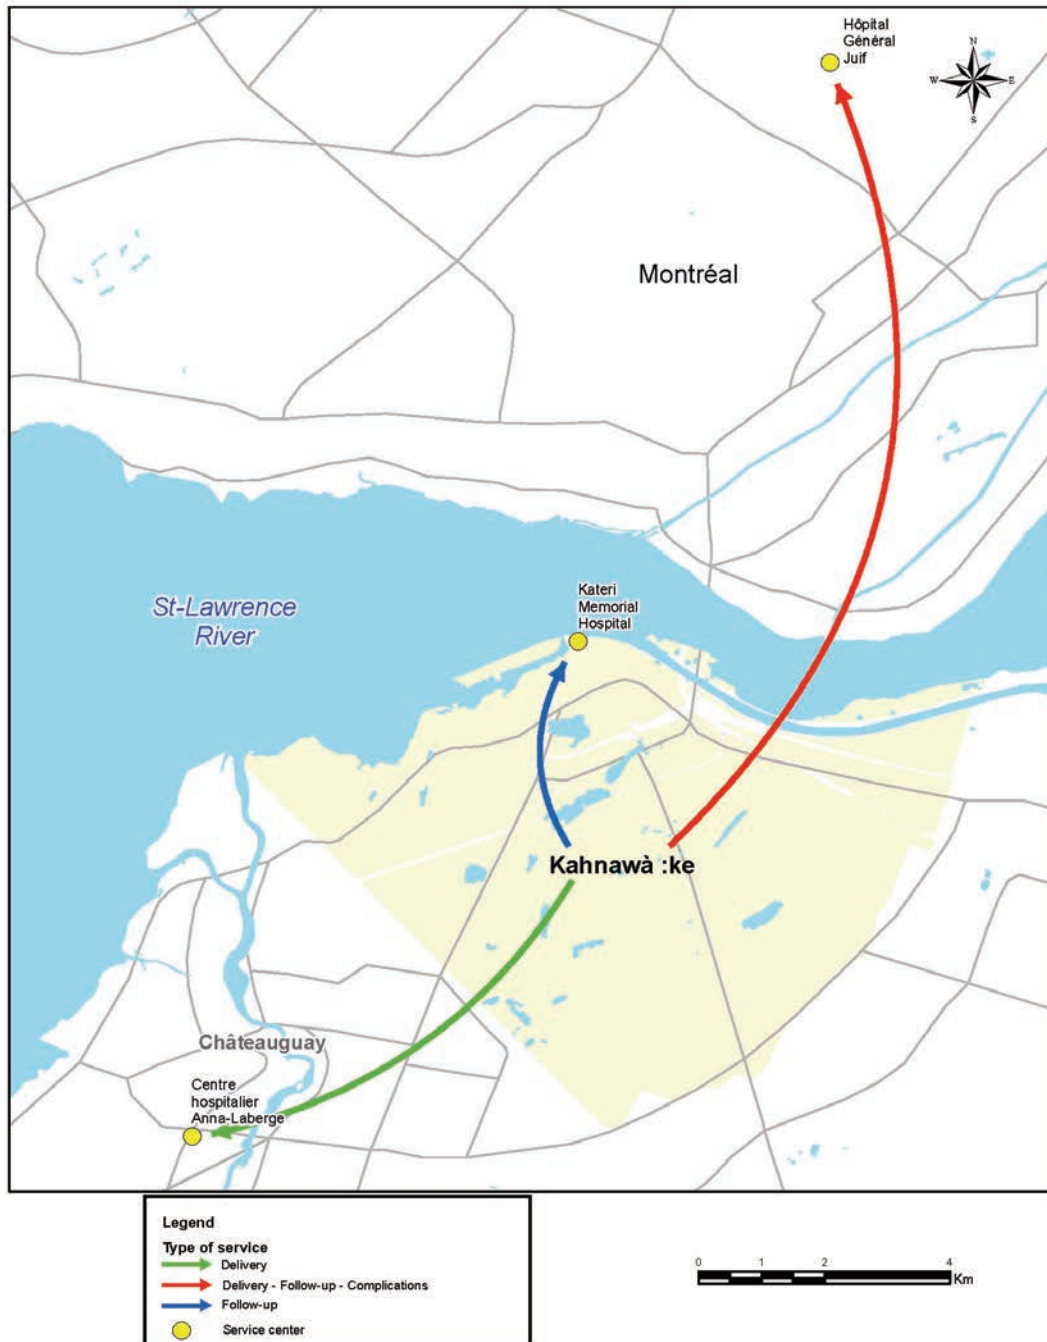 Hôpital
Général
Juif
N
W
E
S
Montréal
St-Lawrence
River
Kateri
Memorial
Hospital
Kahnawà :ke
Châteauguay
Centre
hospitalier
Anna-Laberge
Legend
Type of service
Delivery
Delivery - Follow-up - Complications
Follow-up
Service center
0 1 2 4
Km